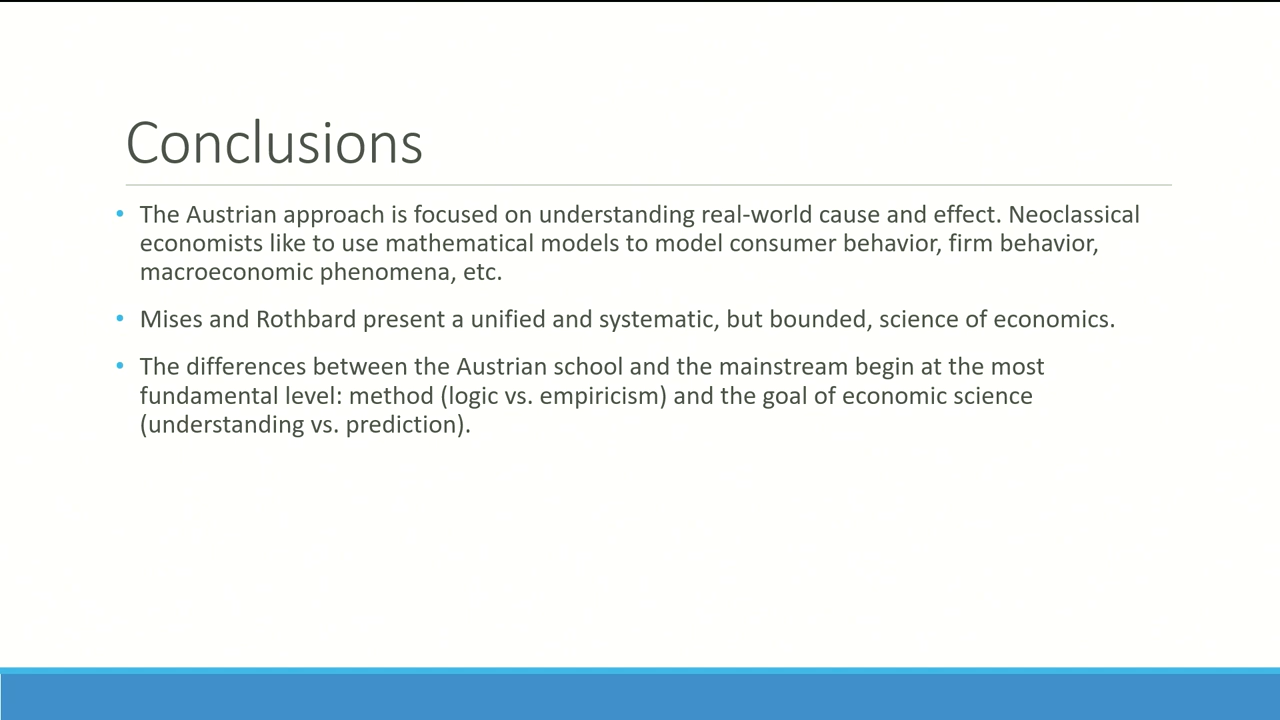 Conclusions
• The Austrian approach is focused on understanding real-world cause and effect. Neoclassical
economists like to use mathematical models to model consumer behavior, firm behavior,
macroeconomic phenomena, etc.
• Mises and Rothbard present a unified and systematic, but bounded, science of economics.
• The differences between the Austrian school and the mainstream begin at the most
fundamental level: method (logic vs. empiricism) and the goal of economic science
(understanding vs. prediction).